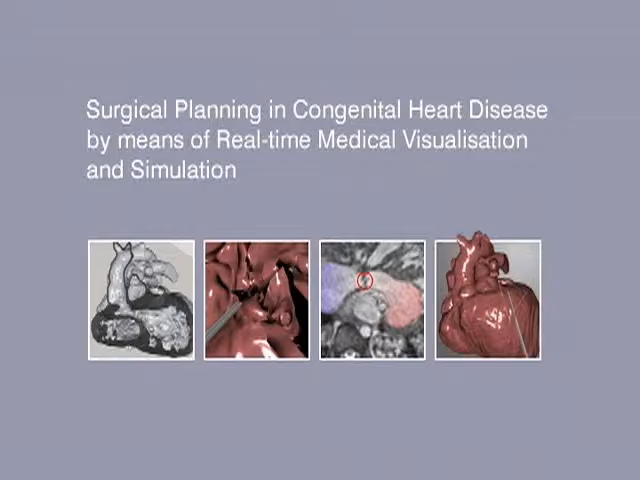 Surgical Planning in Congenital Heart Disease
by means of Real-time Medical Visualisation
and Simulation